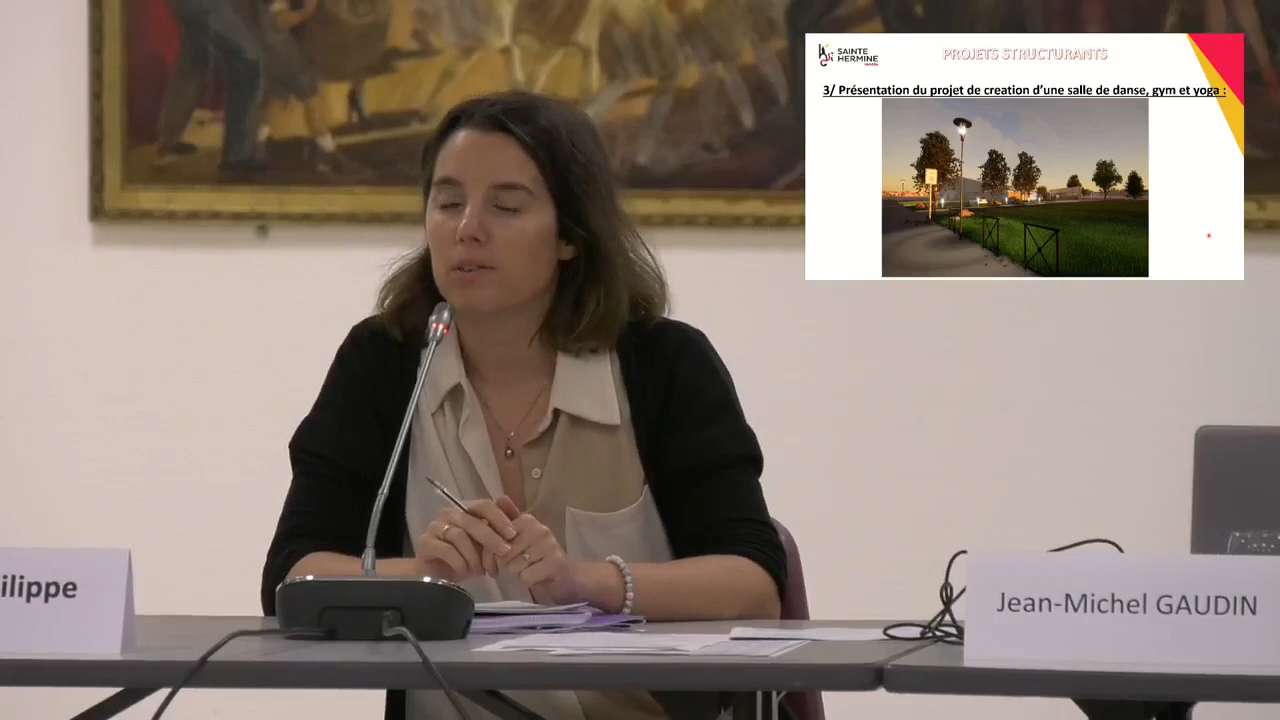 SAINTE
HERMINE
PROJETS STRUCTURANTS
3/ Présentation du projet de creation d'une salle de danse, gym et yoga :
ilippe
Jean-Michel GAUDIN